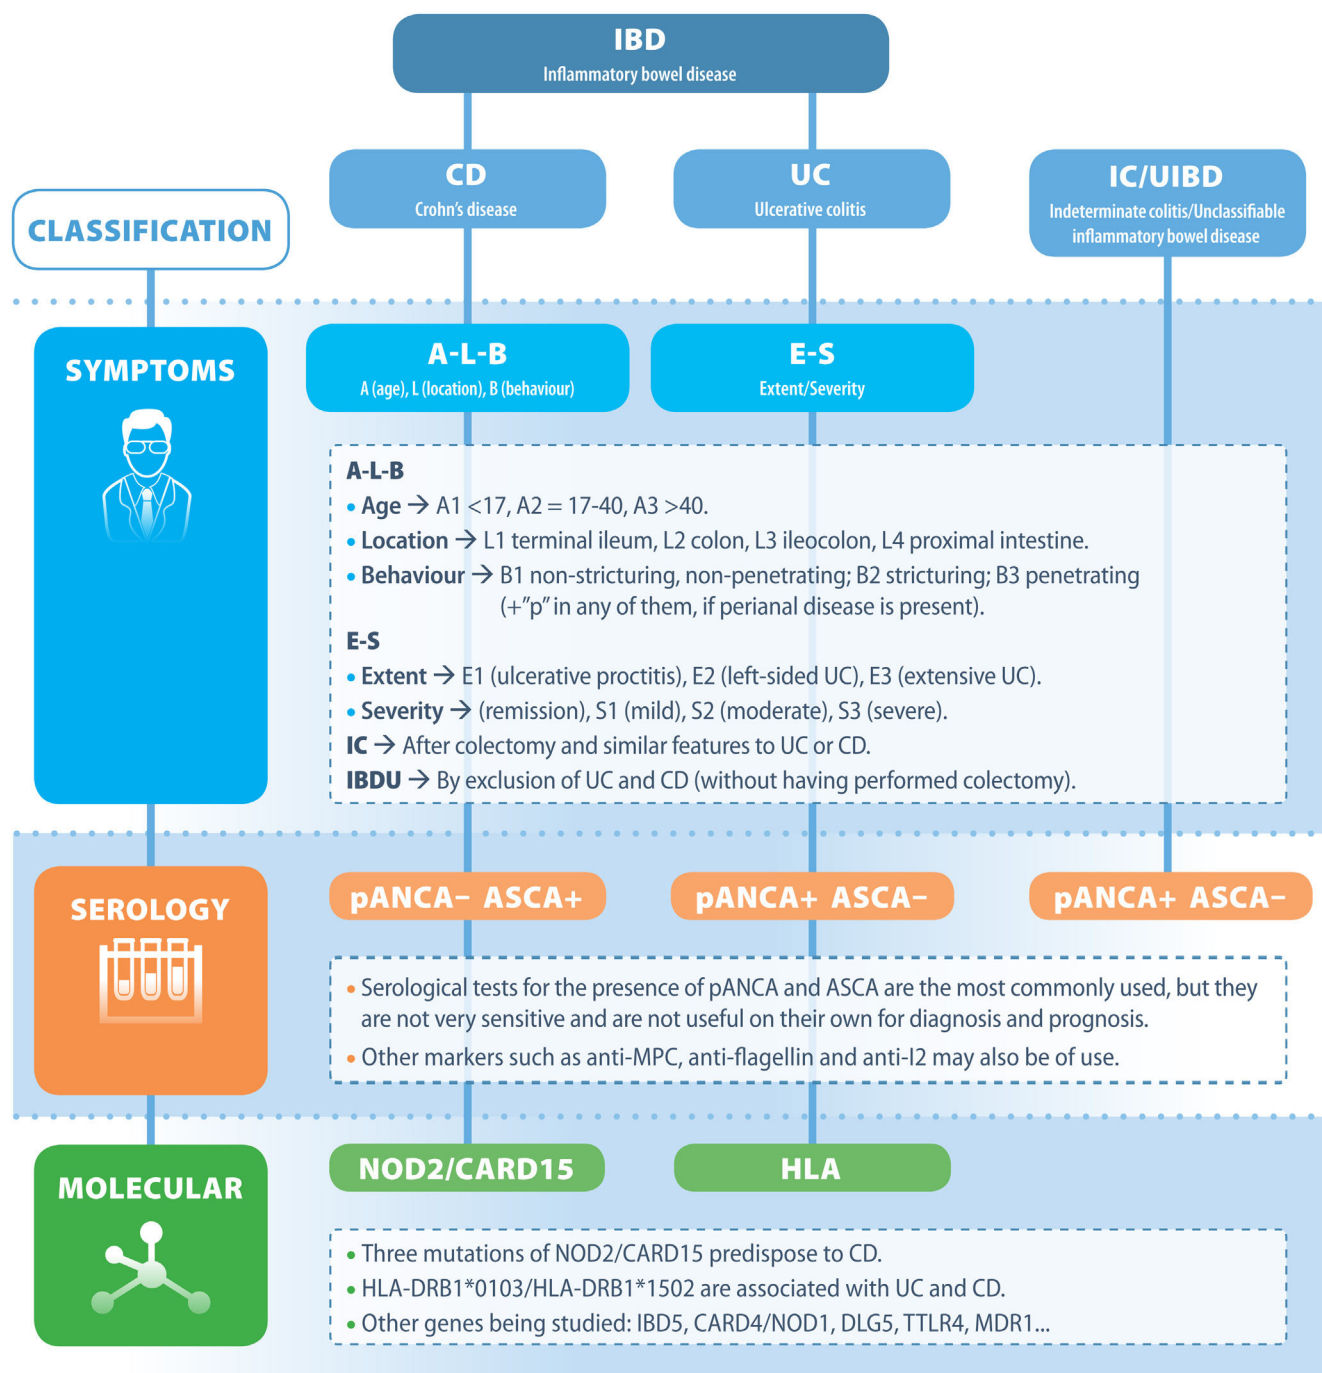 IBD
Inflammatory bowel disease
CD
Crohn's disease
UC
Ulcerative colitis
IC/UIBD
Indeterminate colitis/Unclassifiable
inflammatory bowel disease
CLASSIFICATION
SYMPTOMS
A-L-B
A (age), L (location), B (behaviour)
E-S
Extent/Severity
A-L-B
• Age → A1 <17, A2 = 17-40, A3 >40.
• Location → L1 terminal ileum, L2 colon, L3 ileocolon, L4 proximal intestine.
• Behaviour → B1 non-stricturing, non-penetrating; B2 stricturing; B3 penetrating
(+"p" in any of them, if perianal disease is present).
E-S
• Extent → E1 (ulcerative proctitis), E2 (left-sided UC), E3 (extensive UC).
• Severity → (remission), S1 (mild), S2 (moderate), S3 (severe).
IC → After colectomy and similar features to UC or CD.
IBDU → By exclusion of UC and CD (without having performed colectomy).
SEROLOGY
pANCA– ASCA+
pANCA+ ASCA–
pANCA+ ASCA–
• Serological tests for the presence of pANCA and ASCA are the most commonly used, but they
are not very sensitive and are not useful on their own for diagnosis and prognosis.
• Other markers such as anti-MPC, anti-flagellin and anti-I2 may also be of use.
MOLECULAR
NOD2/CARD15
HLA
• Three mutations of NOD2/CARD15 predispose to CD.
• HLA-DRB1*0103/HLA-DRB1*1502 are associated with UC and CD.
• Other genes being studied: IBD5, CARD4/NOD1, DLG5, TTLR4, MDR1...